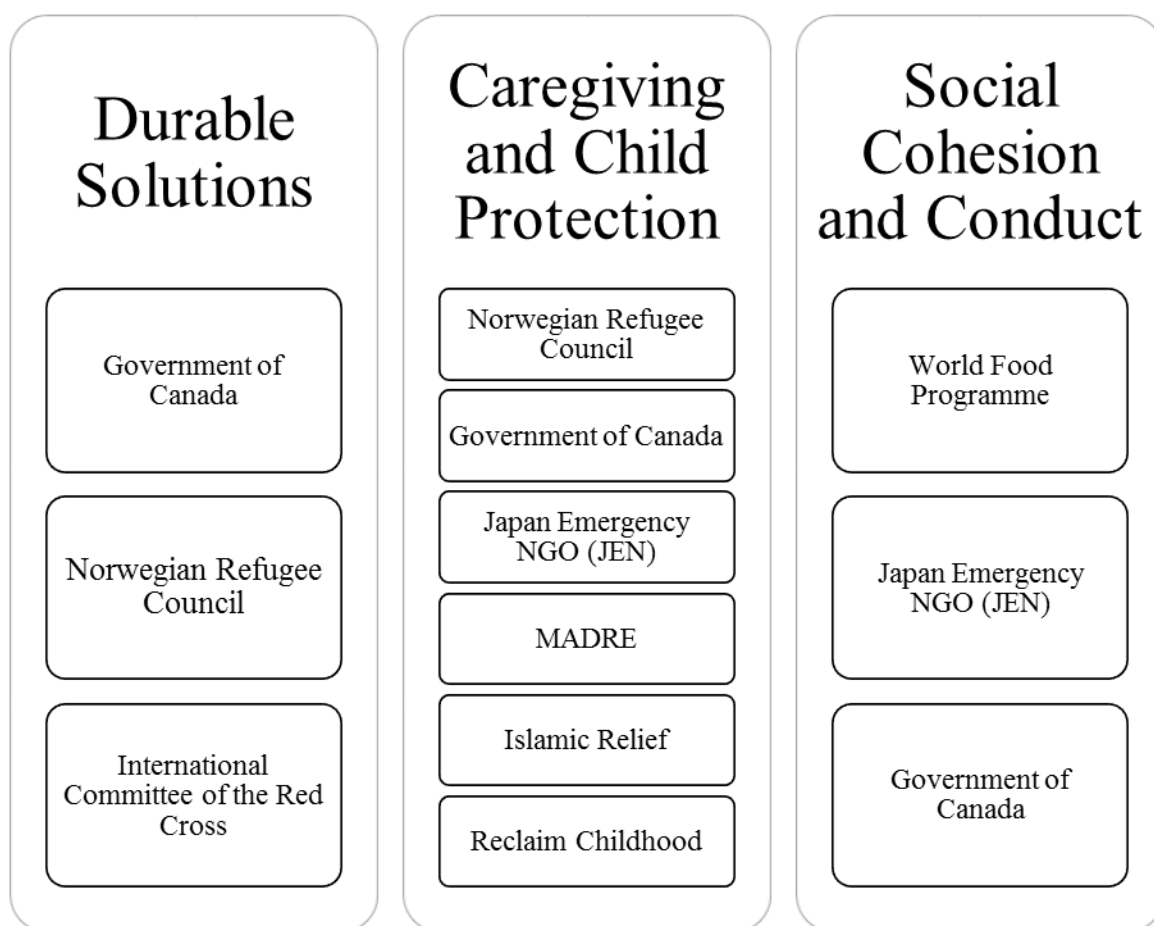 Durable
Solutions
Government of
Canada
Norwegian Refugee
Council
International
Committee of the Red
Cross
Caregiving
and Child
Protection
Norwegian Refugee
Council
Government of Canada
Japan Emergency
NGO (JEN)
MADRE
Islamic Relief
Reclaim Childhood
Social
Cohesion
and Conduct
World Food
Programme
Japan Emergency
NGO (JEN)
Government of
Canada